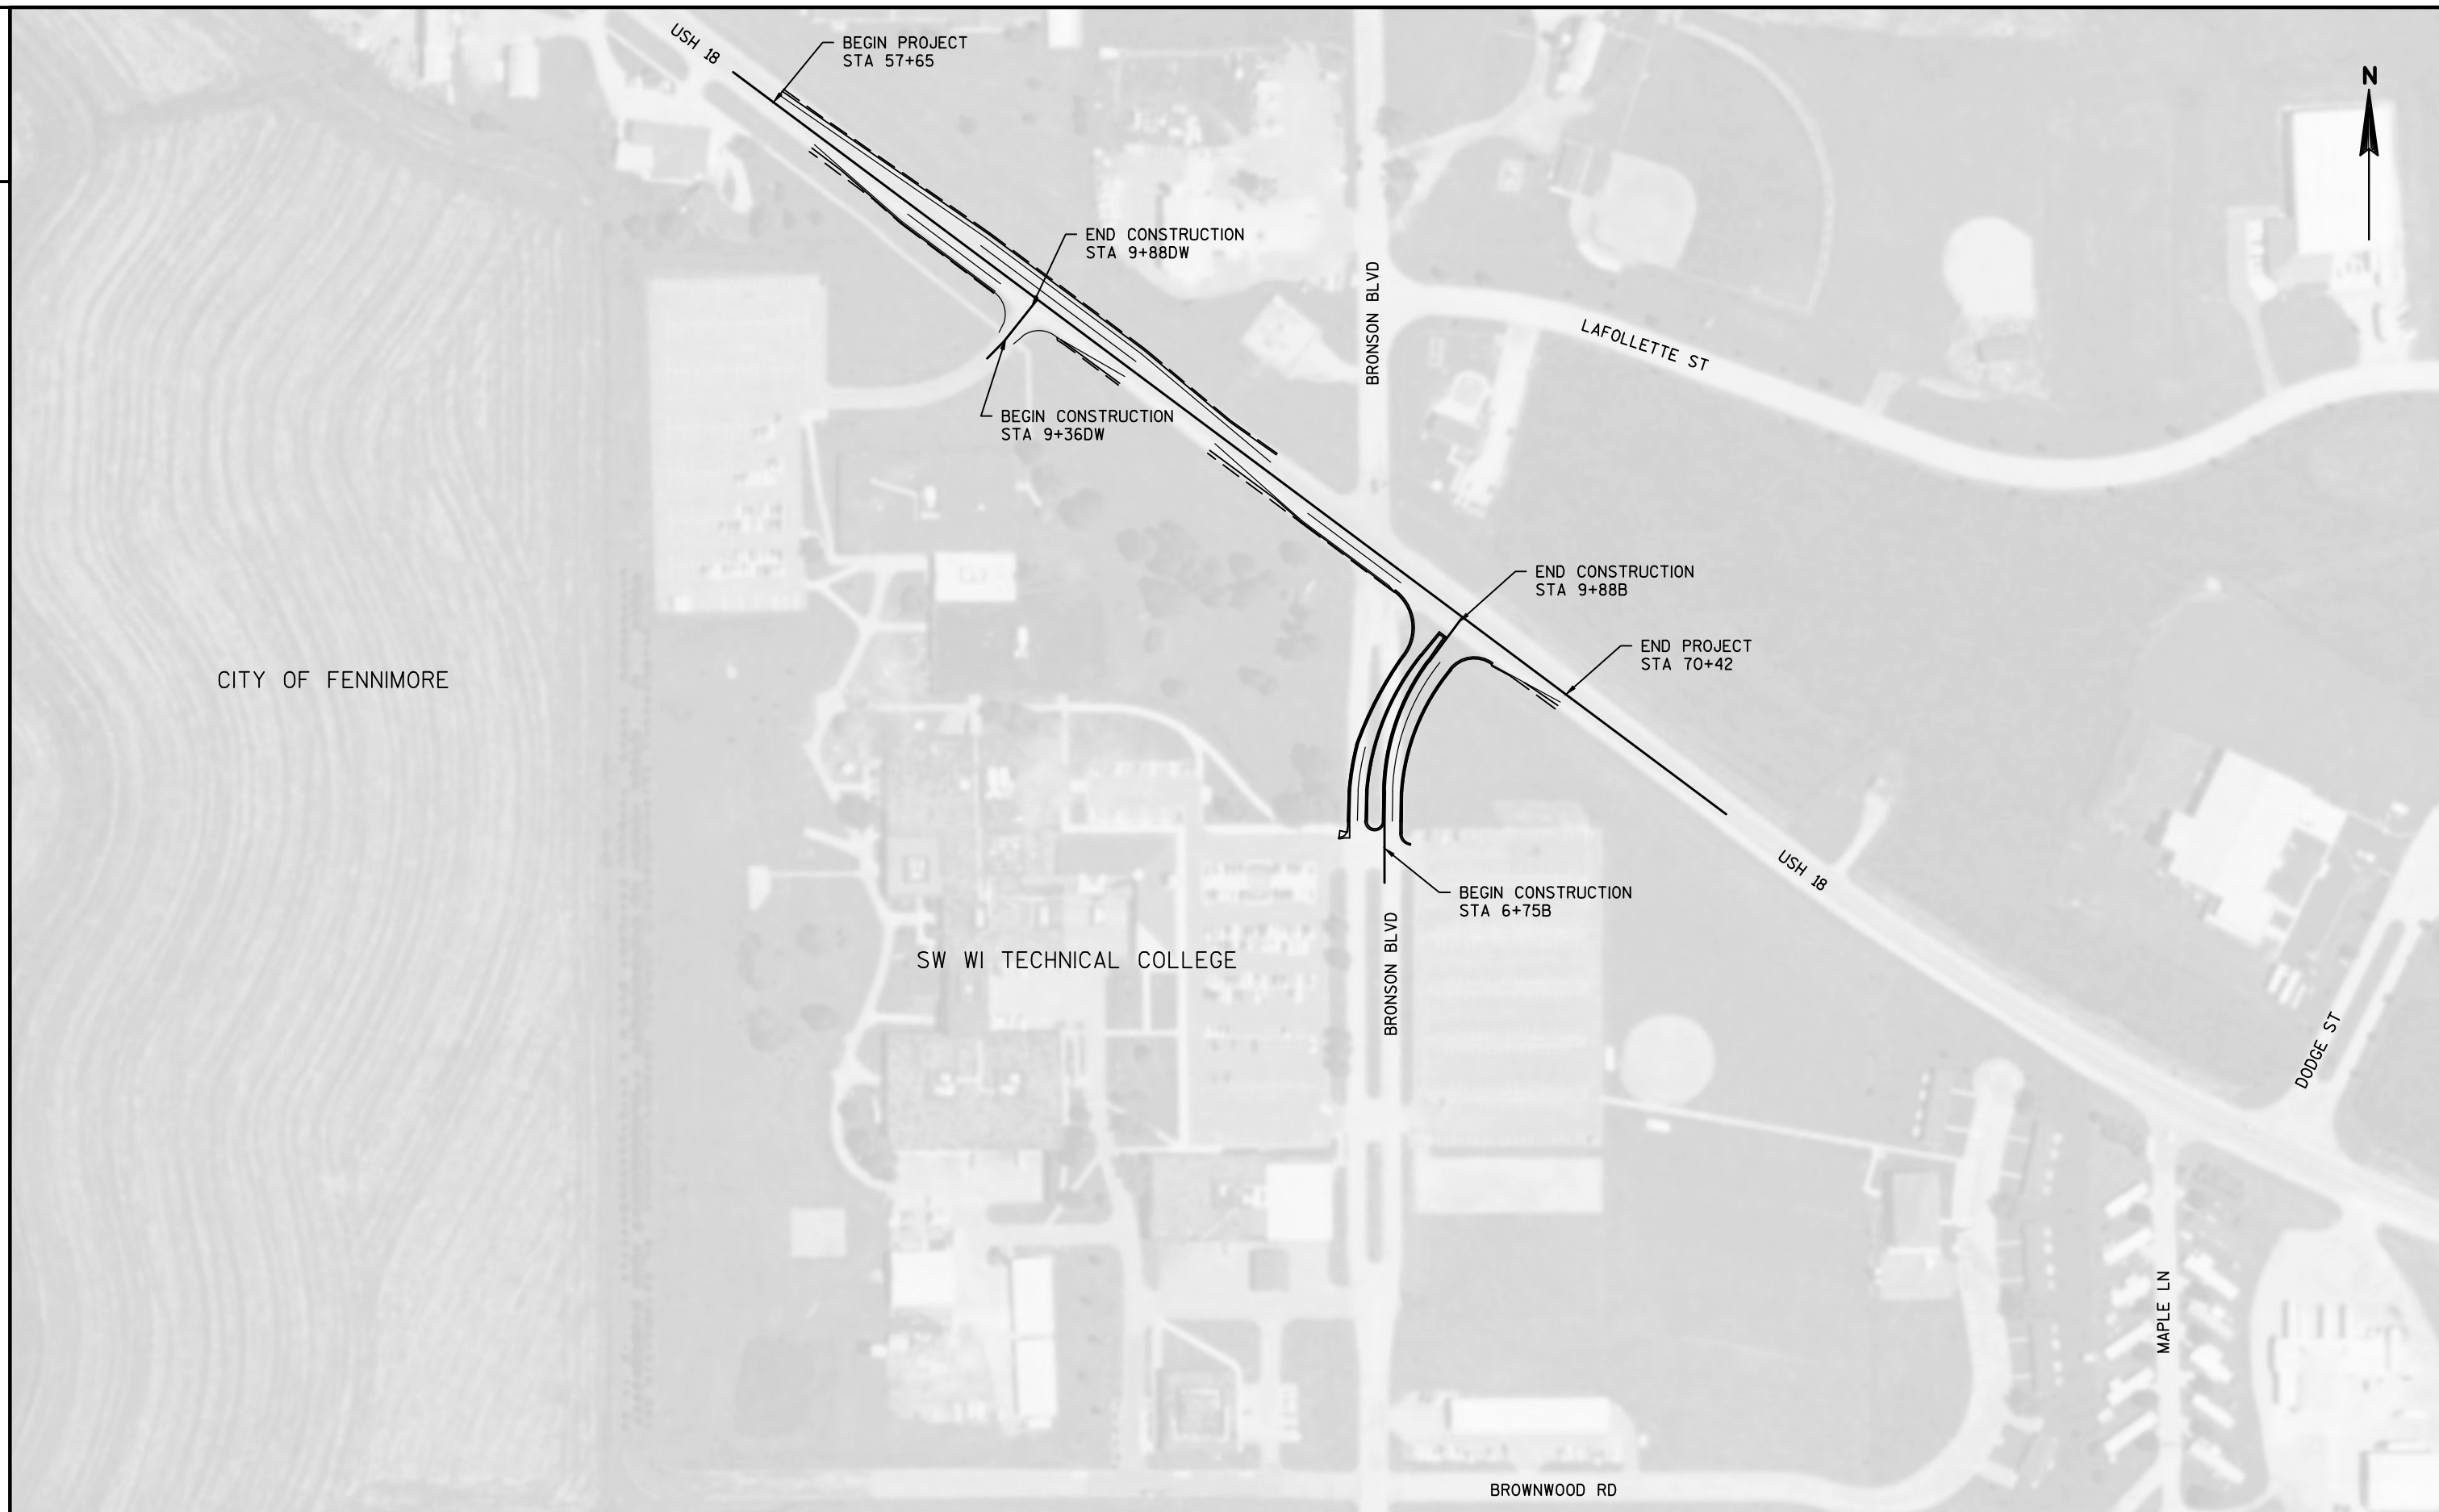 USH 18
BEGIN PROJECT
STA 57+65
N
END CONSTRUCTION
STA 9+88DW
BRONSON BLVD
LAFOLLETTE ST
BEGIN CONSTRUCTION
STA 9+36DW
END CONSTRUCTION
STA 9+88B
END PROJECT
STA 70+42
CITY OF FENNIMORE
USH 18
BEGIN CONSTRUCTION
STA 6+75B
BRONSON BLVD
SW WI TECHNICAL COLLEGE
DODGE ST
MAPLE LN
BROWNWOOD RD